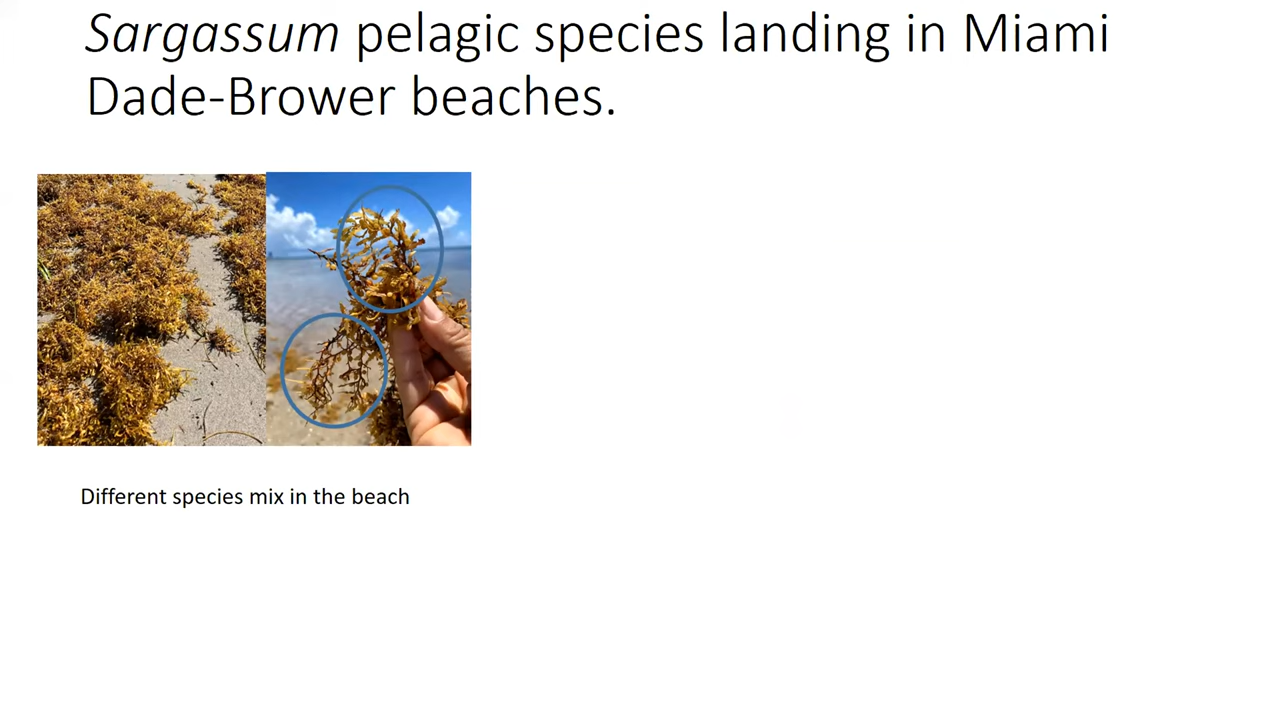 Sargassum pelagic species landing in Miami
Dade-Brower beaches.
Different species mix in the beach